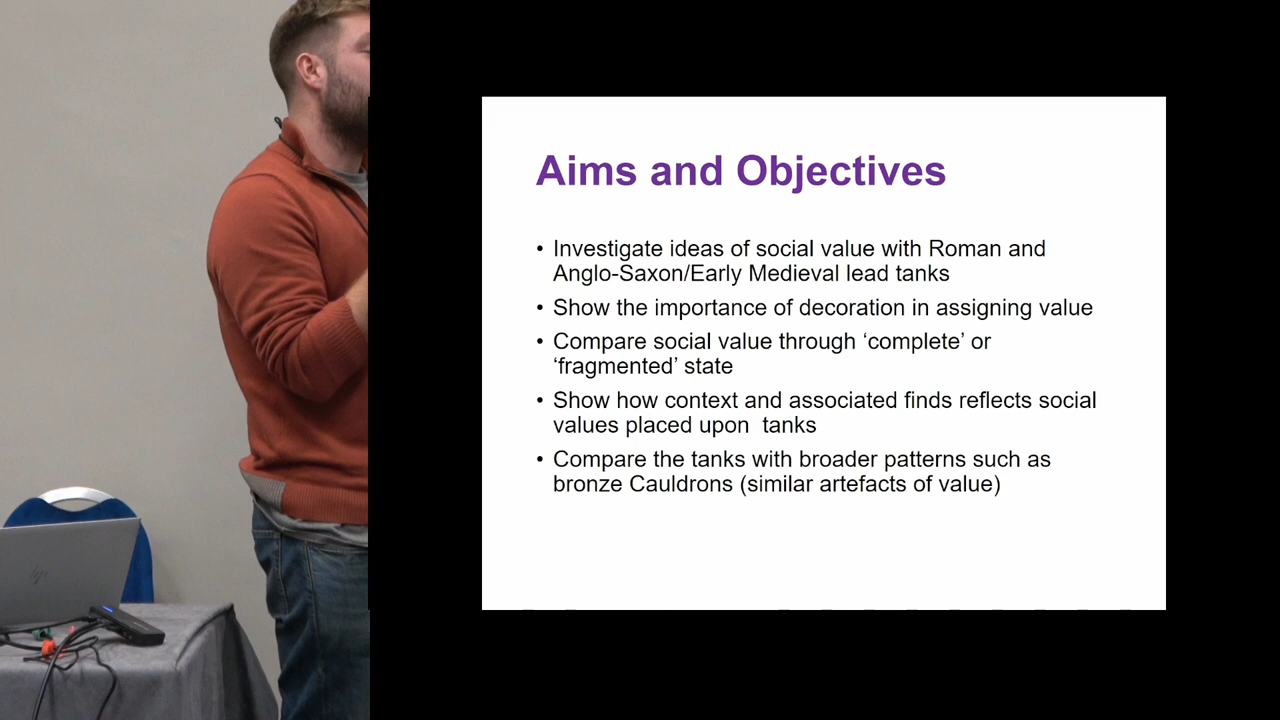 Aims and Objectives
• Investigate ideas of social value with Roman and
Anglo-Saxon/Early Medieval lead tanks
• Show the importance of decoration in assigning value
• Compare social value through ‘complete’ or
‘fragmented’ state
• Show how context and associated finds reflects social
values placed upon  tanks
• Compare the tanks with broader patterns such as
bronze Cauldrons (similar artefacts of value)
hp